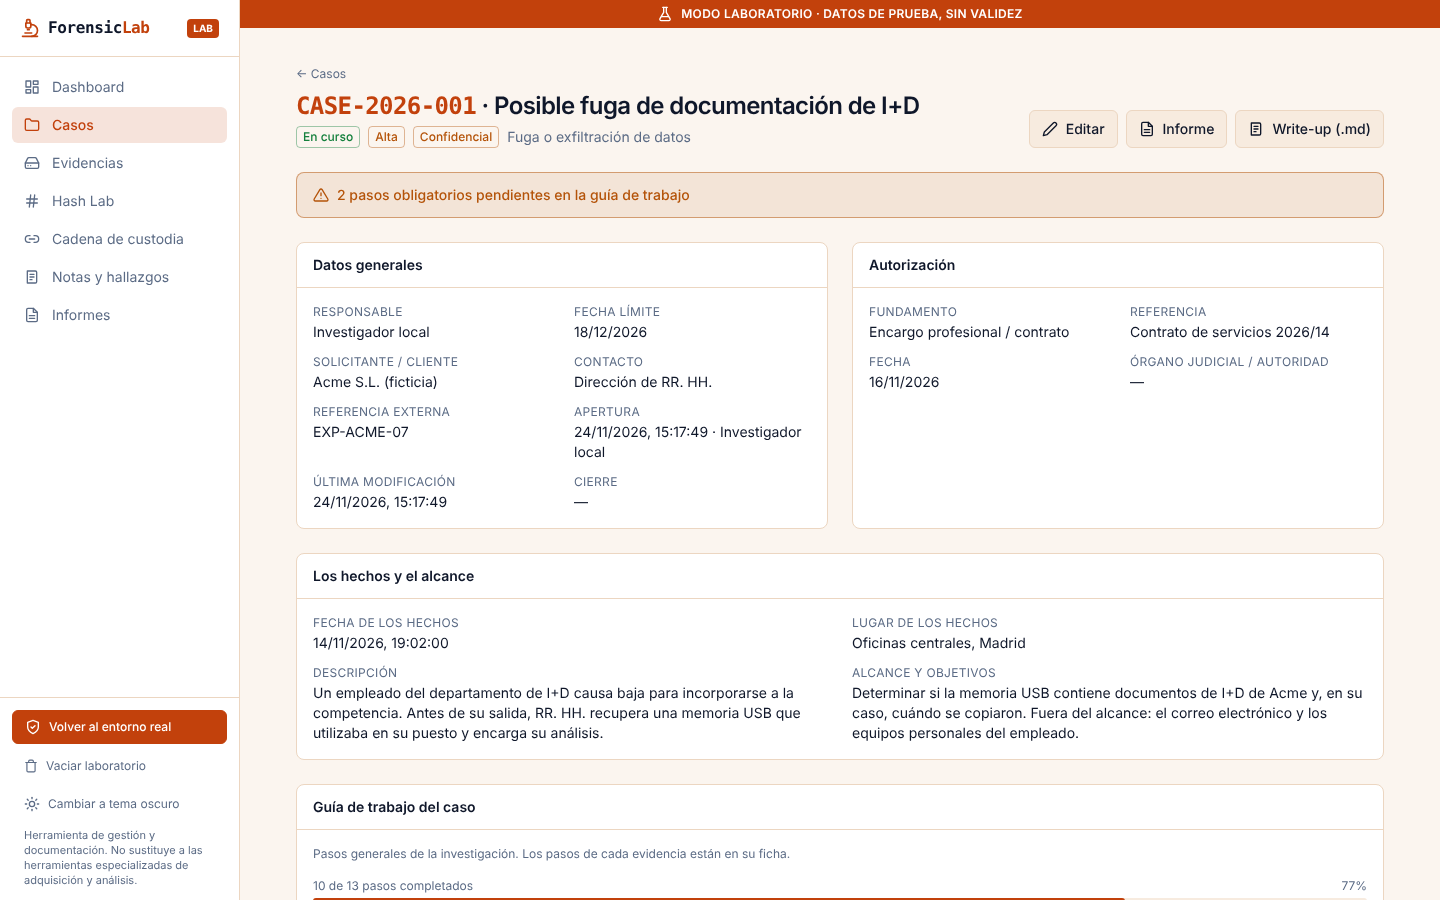 ForensicLab
LAB
Dashboard
Casos
Evidencias
Hash Lab
Cadena de custodia
Notas y hallazgos
Informes
Volver al entorno real
Vaciar laboratorio
Cambiar a tema oscuro
Herramienta de gestión y
documentación. No sustituye a las
herramientas especializadas de
adquisición y análisis.
MODO LABORATORIO · DATOS DE PRUEBA, SIN VALIDEZ
← Casos
CASE-2026-001 · Posible fuga de documentación de I+D
En curso
Alta
Confidencial
Fuga o exfiltración de datos
Editar
Informe
Write-up (.md)
2 pasos obligatorios pendientes en la guía de trabajo
Datos generales
RESPONSABLE
Investigador local
FECHA LÍMITE
18/12/2026
SOLICITANTE / CLIENTE
Acme S.L. (ficticia)
CONTACTO
Dirección de RR. HH.
REFERENCIA EXTERNA
EXP-ACME-07
APERTURA
24/11/2026, 15:17:49 · Investigador
local
ÚLTIMA MODIFICACIÓN
24/11/2026, 15:17:49
CIERRE
—
Autorización
FUNDAMENTO
Encargo profesional / contrato
REFERENCIA
Contrato de servicios 2026/14
FECHA
16/11/2026
ÓRGANO JUDICIAL / AUTORIDAD
—
Los hechos y el alcance
FECHA DE LOS HECHOS
14/11/2026, 19:02:00
LUGAR DE LOS HECHOS
Oficinas centrales, Madrid
DESCRIPCIÓN
Un empleado del departamento de I+D causa baja para incorporarse a la
competencia. Antes de su salida, RR. HH. recupera una memoria USB que
utilizaba en su puesto y encarga su análisis.
ALCANCE Y OBJETIVOS
Determinar si la memoria USB contiene documentos de I+D de Acme y, en su
caso, cuándo se copiaron. Fuera del alcance: el correo electrónico y los
equipos personales del empleado.
Guía de trabajo del caso
Pasos generales de la investigación. Los pasos de cada evidencia están en su ficha.
10 de 13 pasos completados
77%